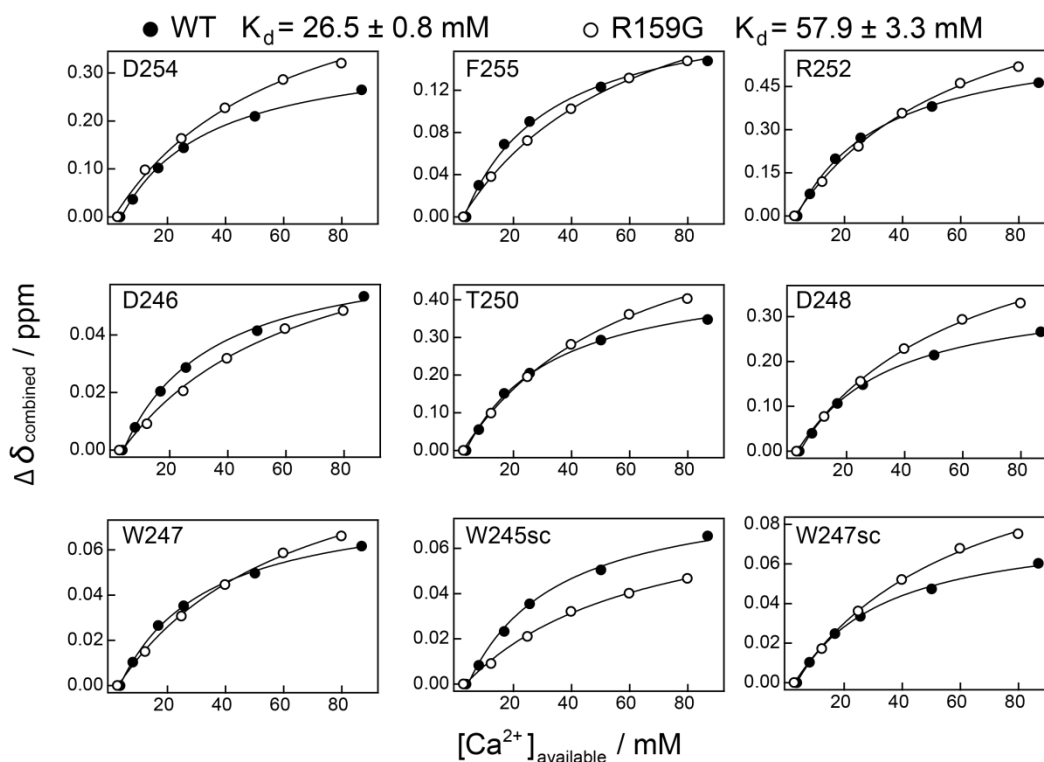 ● WT K_d = 26.5 ± 0.8 mM ○ R159G K_d = 57.9 ± 3.3 mM
D254 F255 R252
0.30 0.20 0.10 0.00
0.12 0.08 0.04 0.00
0.45 0.30 0.15 0.00
20 40 60 80 20 40 60 80 20 40 60 80
D246 T250 D248
0.04 0.02 0.00
0.40 0.30 0.20 0.10 0.00
0.30 0.20 0.10 0.00
20 40 60 80 20 40 60 80 20 40 60 80
W247 W245sc W247sc
0.06 0.04 0.02 0.00
0.06 0.04 0.02 0.00
0.08 0.06 0.04 0.02 0.00
20 40 60 80 20 40 60 80 20 40 60 80
Δ δ combined / ppm
[Ca²⁺]available / mM